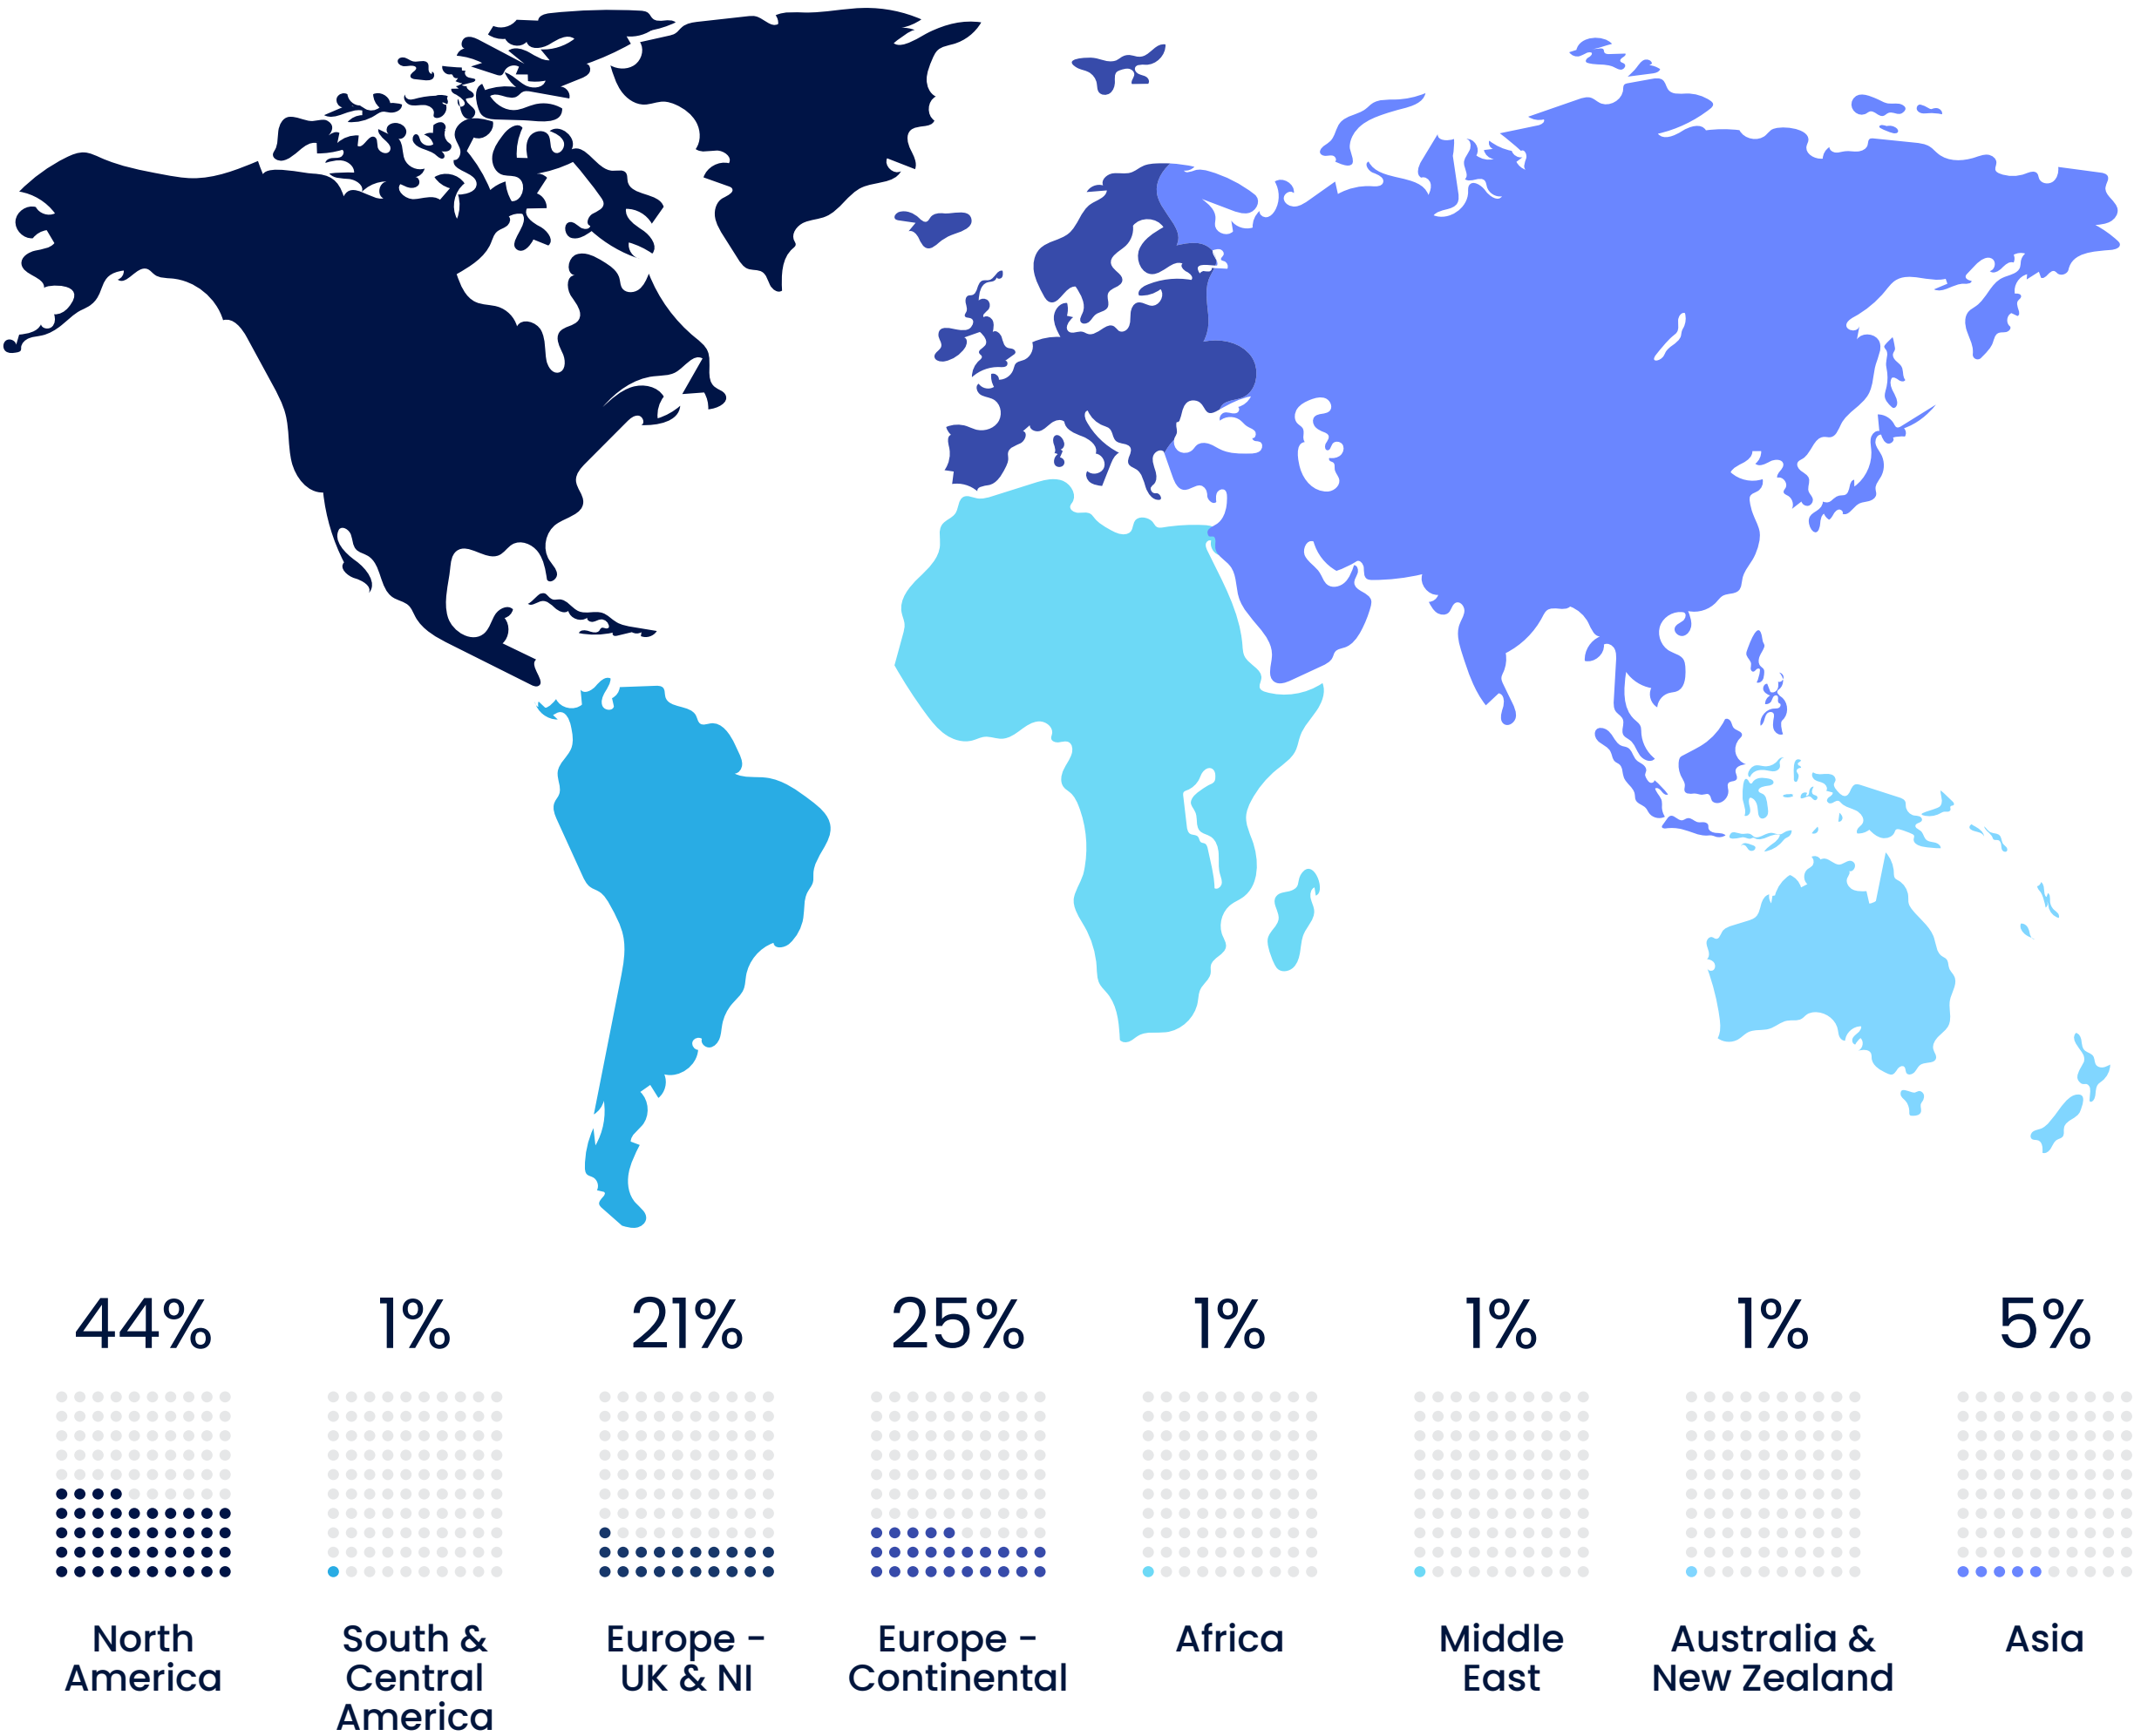 44%
1%
21%
25%
1%
1%
1%
5%
North
America
South &
Central
America
Europe –
UK & NI
Europe –
Continental
Africa
Middle
East
Australia &
New Zealand
Asia